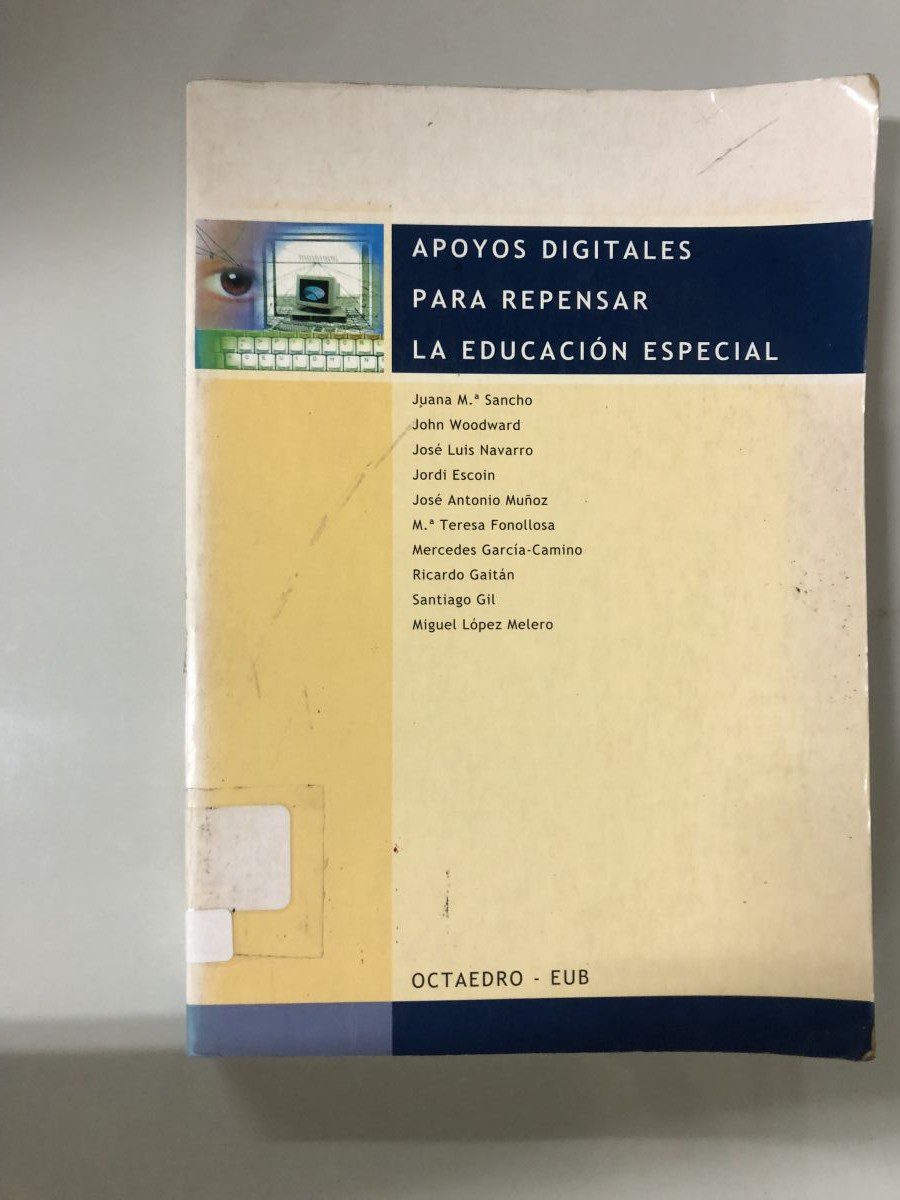 APOYOS DIGITALES
PARA REPENSAR
LA EDUCACIÓN ESPECIAL
Juana M.ª Sancho
John Woodward
José Luis Navarro
Jordi Escoin
José Antonio Muñoz
M.ª Teresa Fonollosa
Mercedes García-Camino
Ricardo Gaitán
Santiago Gil
Miguel López Melero
OCTAEDRO - EUB